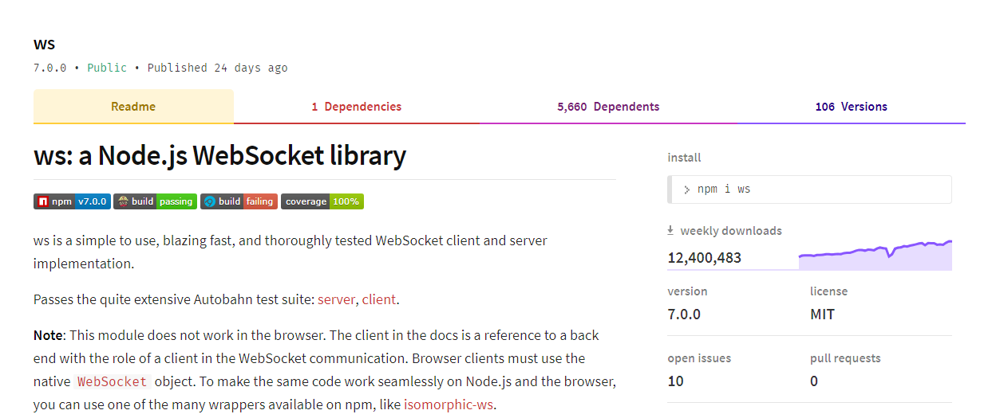 ws
7.0.0 • Public • Published 24 days ago
Readme
1 Dependencies
5,660 Dependents
106 Versions
ws: a Node.js WebSocket library
npm v7.0.0
build passing
build failing
coverage 100%
ws is a simple to use, blazing fast, and thoroughly tested WebSocket client and server
implementation.
Passes the quite extensive Autobahn test suite: server, client.
Note: This module does not work in the browser. The client in the docs is a reference to a back
end with the role of a client in the WebSocket communication. Browser clients must use the
native WebSocket object. To make the same code work seamlessly on Node.js and the browser,
you can use one of the many wrappers available on npm, like isomorphic-ws.
install
> npm i ws
weekly downloads
12,400,483
version
7.0.0
license
MIT
open issues
10
pull requests
0